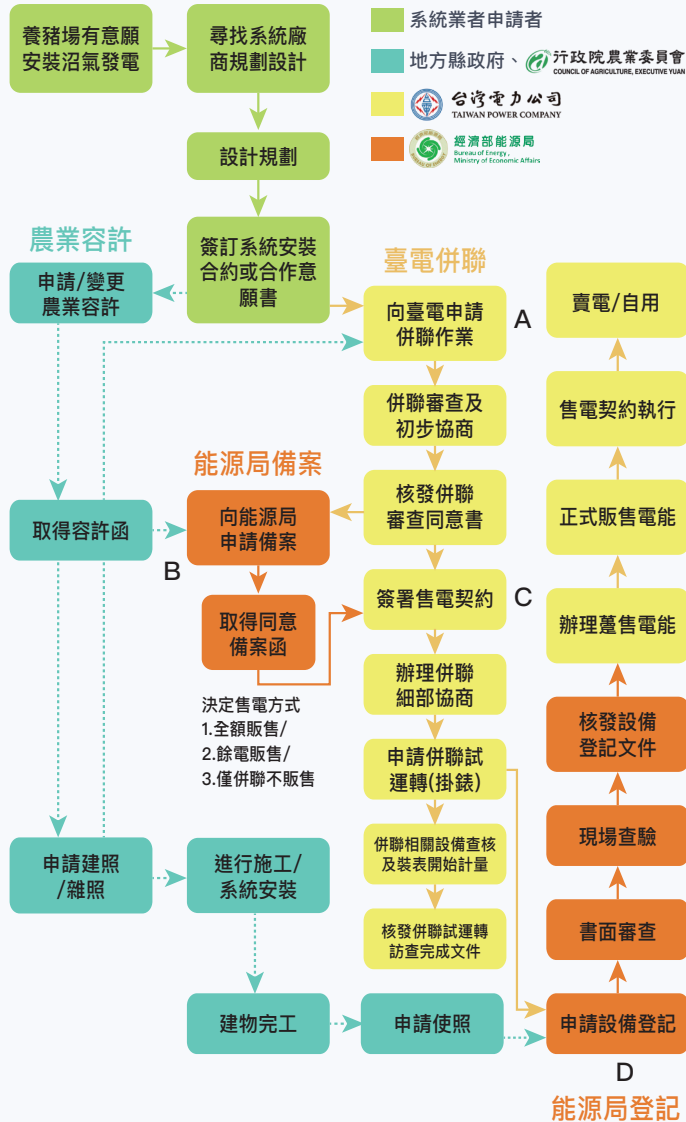 養豬場有意願
安裝沼氣發電
尋找系統廠
商規劃設計
系統業者申請者
地方縣政府、
行政院農業委員會
COUNCIL OF AGRICULTURE, EXECUTIVE YUAN
台灣電力公司
TAIWAN POWER COMPANY
經濟部能源局
Bureau of Energy,
Ministry of Economic Affairs
設計規劃
農業容許
簽訂系統安裝
合約或合作意
願書
申請/變更
農業容許
臺電併聯
向臺電申請
併聯作業
A
賣電/自用
併聯審查及
初步協商
售電契約執行
能源局備案
取得容許函
向能源局
申請備案
B
核發併聯
審查同意書
正式販售電能
取得同意
備案函
簽署售電契約
C
辦理躉售電能
決定售電方式
1.全額販售/
2.餘電販售/
3.僅併聯不販售
辦理併聯
細部協商
核發設備
登記文件
申請併聯試
運轉(掛錶)
申請建照
/雜照
進行施工/
系統安裝
併聯相關設備查核
及裝表開始計量
現場查驗
核發併聯試運轉
訪查完成文件
書面審查
建物完工
申請使照
申請設備登記
D
能源局登記